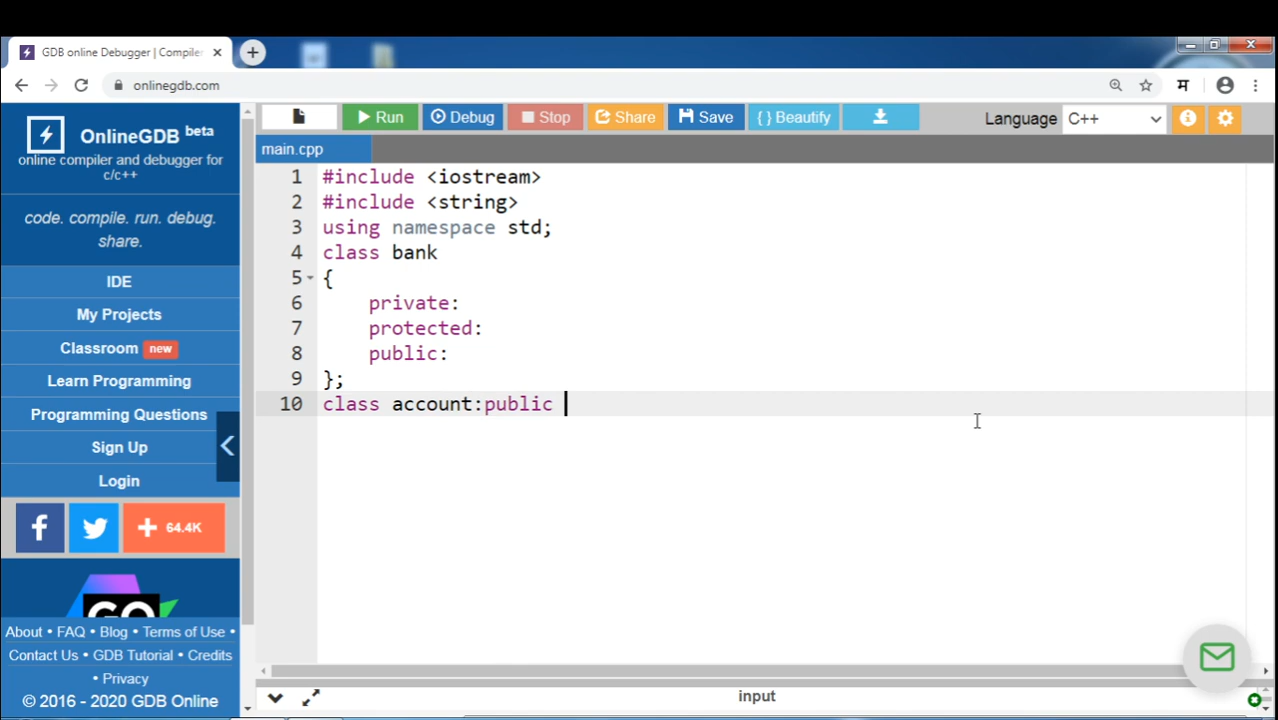 GDB online Debugger | Compiler
onlinegdb.com
म
OnlineGDB beta
online compiler and debugger for
c/c++
code. compile. run. debug.
share.
IDE
My Projects
Classroom new
Learn Programming
Programming Questions
Sign Up
Login
f + 64.4K
GO
About • FAQ • Blog • Terms of Use •
Contact Us • GDB Tutorial • Credits
• Privacy
© 2016 - 2020 GDB Online
Run Debug Stop Share Save { } Beautify Language C++
main.cpp
1 #include <iostream>
2 #include <string>
3 using namespace std;
4 class bank
5 {
6 private:
7 protected:
8 public:
9 };
10 class account:public
input